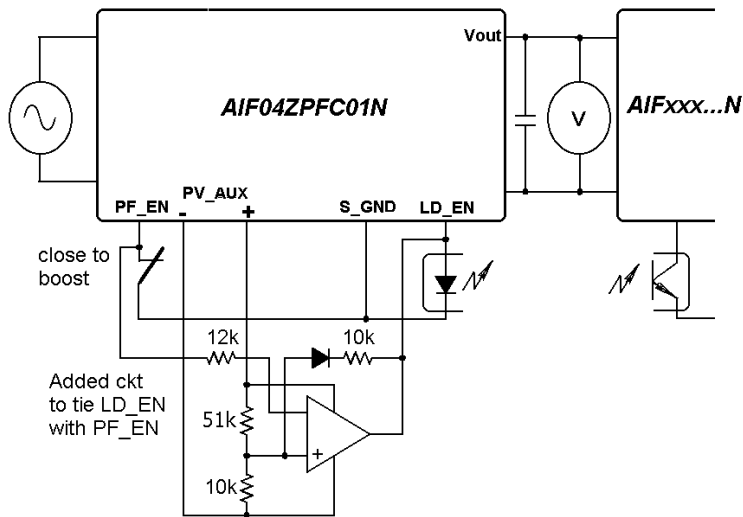 Vout
AIF04ZPFC01N
V
AIFxxx...N
PF_EN
PV_AUX
-
+
S_GND
LD_EN
close to
boost
12k
10k
Added ckt
to tie LD_EN
with PF_EN
51k
+
10k